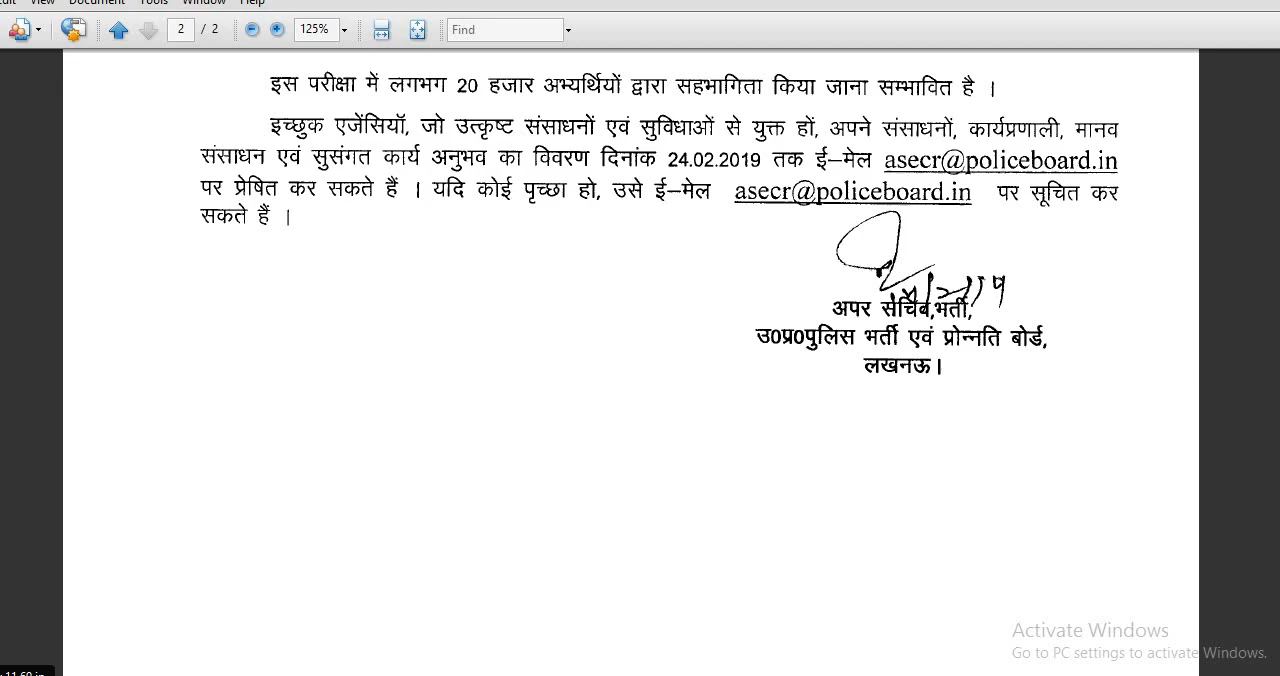 View Document Tools Window Help
2 / 2 125% Find
इस परीक्षा में लगभग 20 हजार अभ्यर्थियों द्वारा सहभागिता किया जाना सम्भावित है ।
इच्छुक एजेंसियॉ, जो उत्कृष्ट संसाधनों एवं सुविधाओं से युक्त हों, अपने संसाधनों, कार्यप्रणाली, मानव
संसाधन एवं सुसंगत कार्य अनुभव का विवरण दिनांक 24.02.2019 तक ई–मेल asecr@policeboard.in
पर प्रेषित कर सकते हैं । यदि कोई पृच्छा हो, उसे ई–मेल asecr@policeboard.in पर सूचित कर
सकते हैं ।
अपर सचिव,भर्ती,
उ0प्र0पुलिस भर्ती एवं प्रोन्नति बोर्ड,
लखनऊ।
Activate Windows
Go to PC settings to activate Windows.